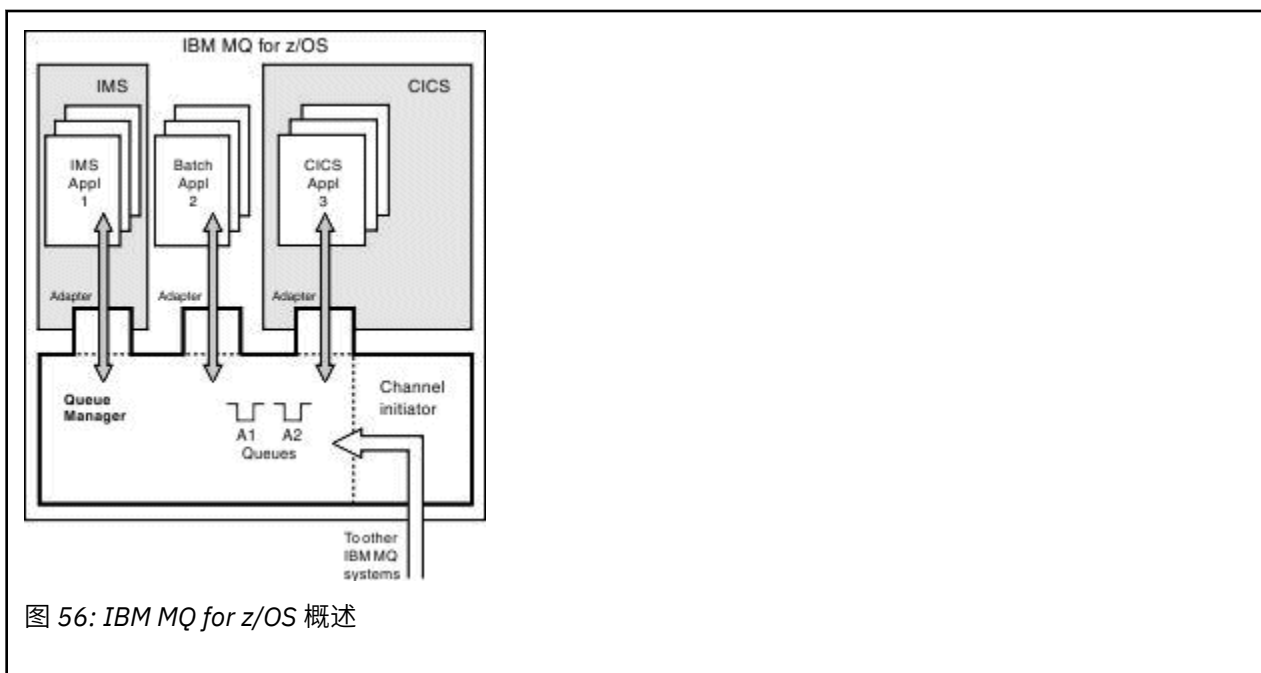 IBM MQ for z/OS
IMS
CICS
IMS
Appl
1
Batch
Appl
2
CICS
Appl
3
Adapter
Adapter
Adapter
Queue
Manager
Channel
initiator
A1
A2
Queues
To other
IBM MQ
systems
图 56: IBM MQ for z/OS 概述